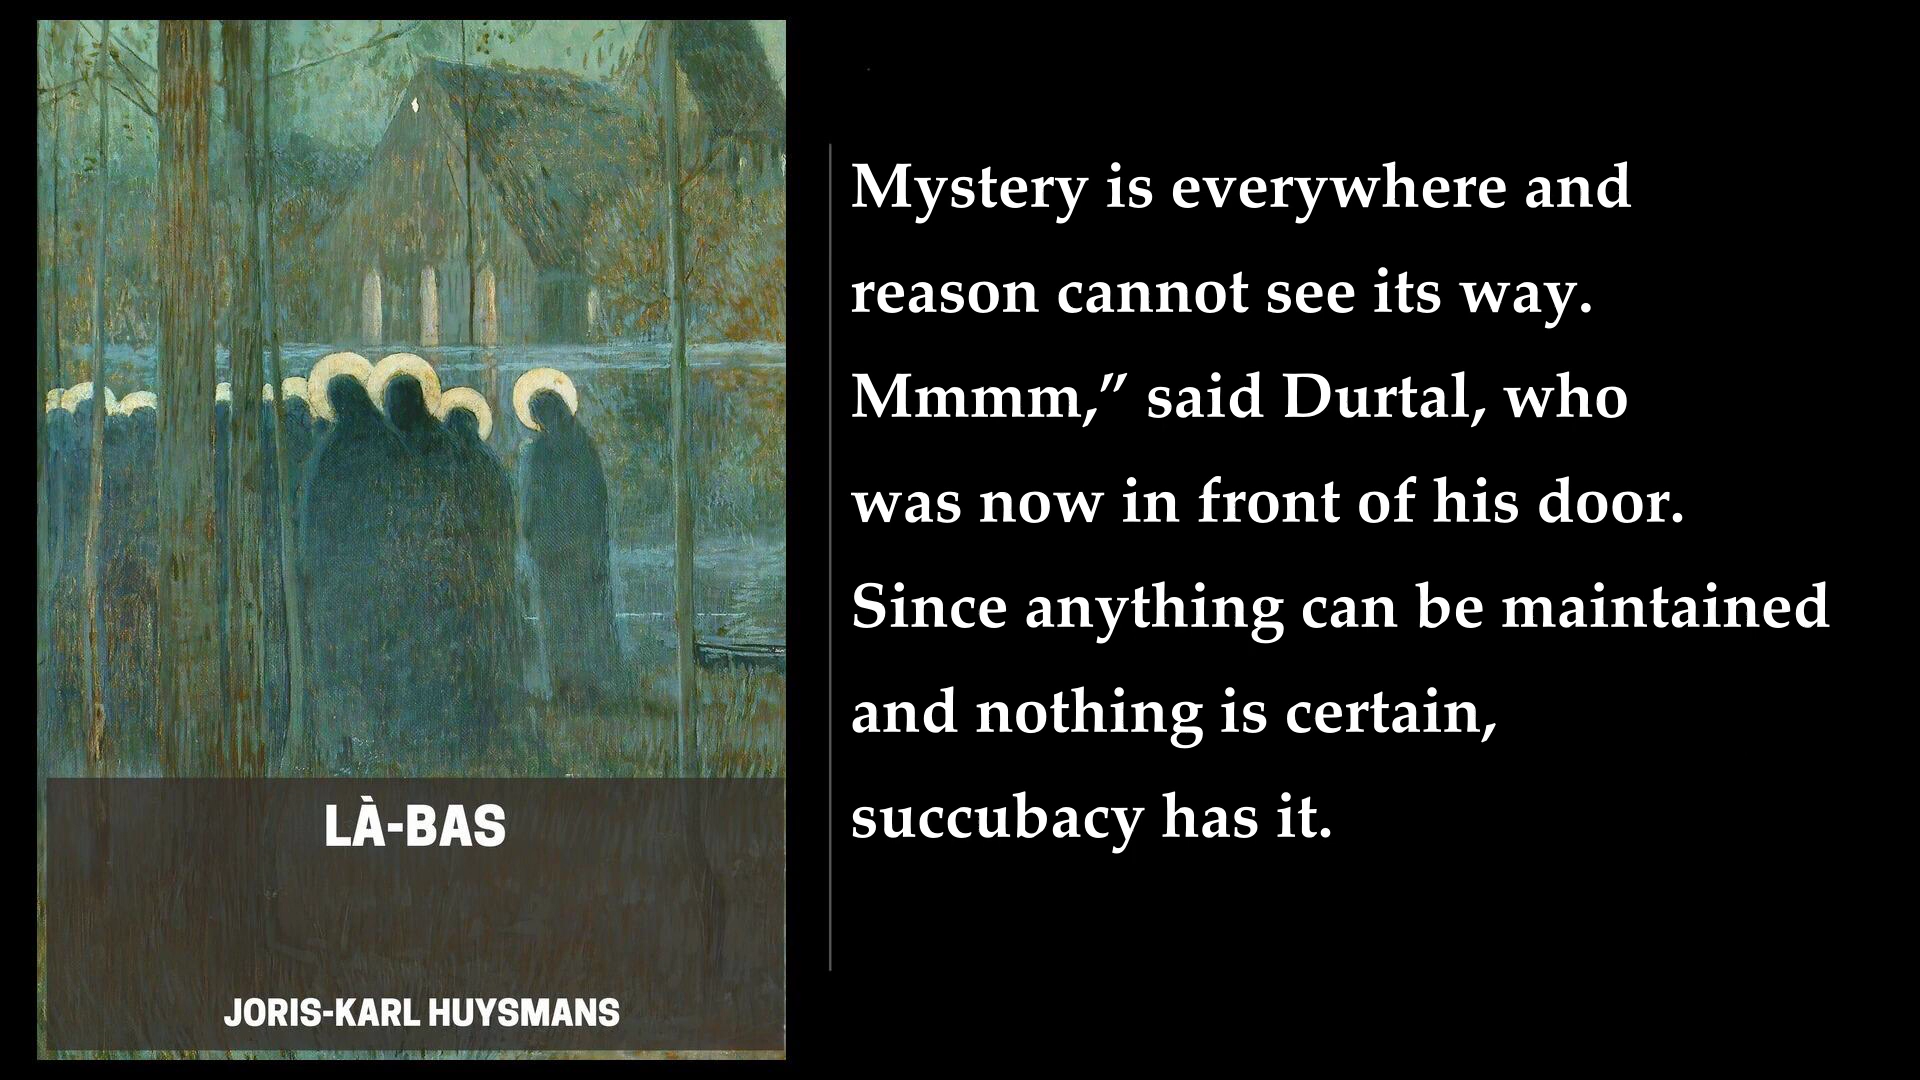 LÀ-BAS
JORIS-KARL HUYSMANS
Mystery is everywhere and
reason cannot see its way.
Mmmm,” said Durtal, who
was now in front of his door.
Since anything can be maintained
and nothing is certain,
succubacy has it.